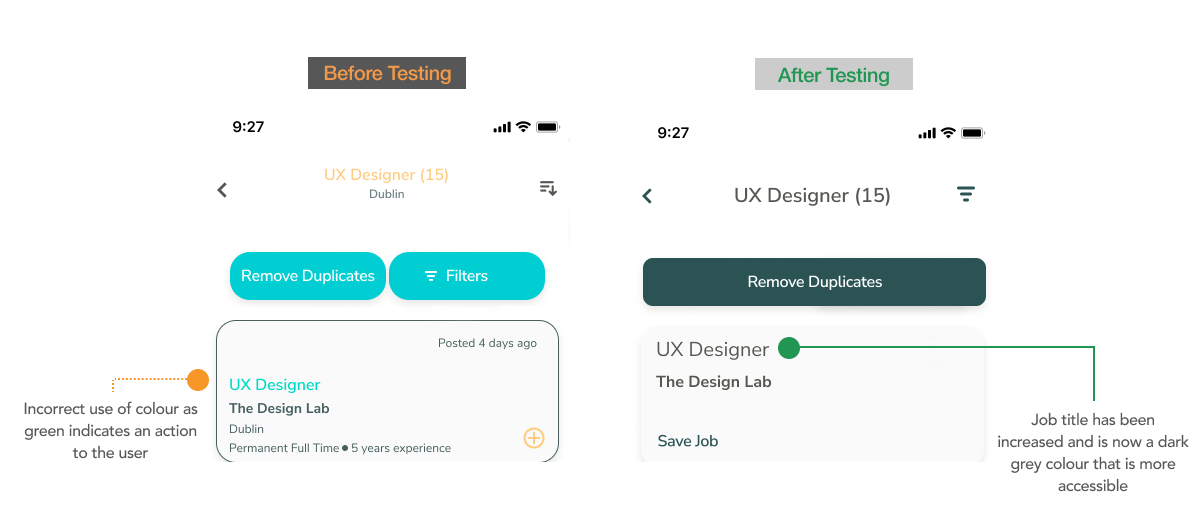 Before Testing
9:27
UX Designer (15)
Dublin
Remove Duplicates
Filters
Posted 4 days ago
UX Designer
The Design Lab
Dublin
Permanent Full Time • 5 years experience
Incorrect use of colour as
green indicates an action
to the user
After Testing
9:27
UX Designer (15)
Remove Duplicates
UX Designer
The Design Lab
Save Job
Job title has been
increased and is now a dark
grey colour that is more
accessible